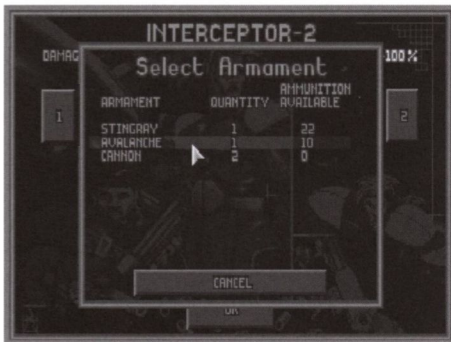 INTERCEPTOR-2
DAMAG
100%
Select Armament
ARMAMENT QUANTITY AMMUNITION AVAILABLE
STINGRAY 1 22
AVALANCHE 1 10
CANNON 2 0
1
2
CANCEL
OK